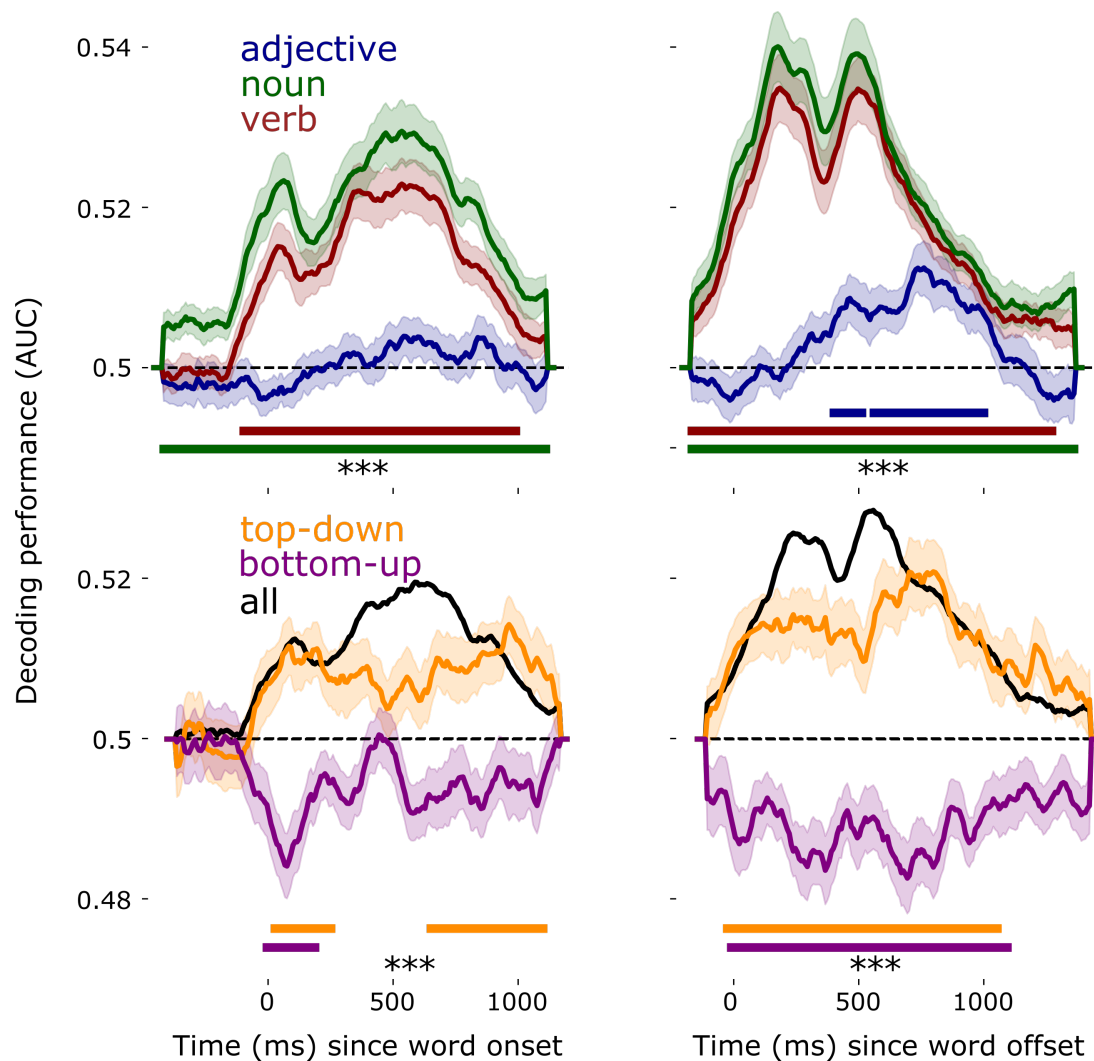 0.54
adjective
noun
verb
0.52
0.5
***
***
Decoding performance (AUC)
top-down
bottom-up
all
0.52
0.5
0.48
***
***
0
500
1000
0
500
1000
Time (ms) since word onset
Time (ms) since word offset